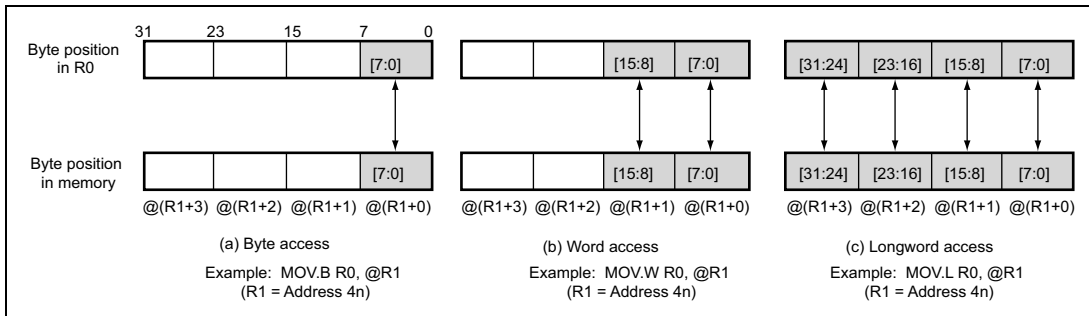 31 23 15 7 0
Byte position
in R0
[7:0] [15:8] [7:0] [31:24] [23:16] [15:8] [7:0]
Byte position
in memory
[7:0] [15:8] [7:0] [31:24] [23:16] [15:8] [7:0]
@(R1+3) @(R1+2) @(R1+1) @(R1+0) @(R1+3) @(R1+2) @(R1+1) @(R1+0) @(R1+3) @(R1+2) @(R1+1) @(R1+0)
(a) Byte access (b) Word access (c) Longword access
Example: MOV.B R0, @R1 Example: MOV.W R0, @R1 Example: MOV.L R0, @R1
(R1 = Address 4n) (R1 = Address 4n) (R1 = Address 4n)